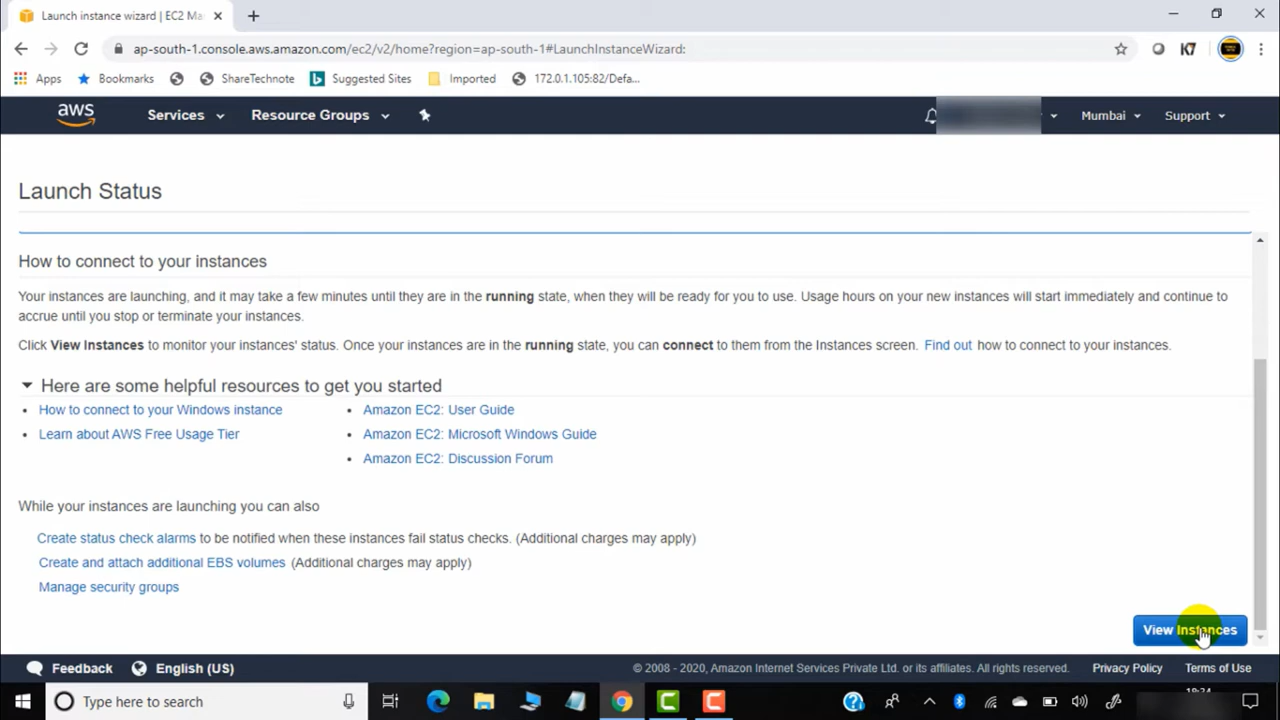 Launch instance wizard | EC2 Ma
ap-south-1.console.aws.amazon.com/ec2/v2/home?region=ap-south-1#LaunchInstanceWizard:
K7
Apps Bookmarks ShareTechnote Suggested Sites Imported 172.0.1.105:82/Defa...
aws Services Resource Groups Mumbai Support
Launch Status
How to connect to your instances
Your instances are launching, and it may take a few minutes until they are in the running state, when they will be ready for you to use. Usage hours on your new instances will start immediately and continue to
accrue until you stop or terminate your instances.
Click View Instances to monitor your instances' status. Once your instances are in the running state, you can connect to them from the Instances screen. Find out how to connect to your instances.
Here are some helpful resources to get you started
• How to connect to your Windows instance • Amazon EC2: User Guide
• Learn about AWS Free Usage Tier • Amazon EC2: Microsoft Windows Guide
• Amazon EC2: Discussion Forum
While your instances are launching you can also
Create status check alarms to be notified when these instances fail status checks. (Additional charges may apply)
Create and attach additional EBS volumes (Additional charges may apply)
Manage security groups
View Instances
Feedback English (US) © 2008 - 2020, Amazon Internet Services Private Ltd. or its affiliates. All rights reserved. Privacy Policy Terms of Use
Type here to search